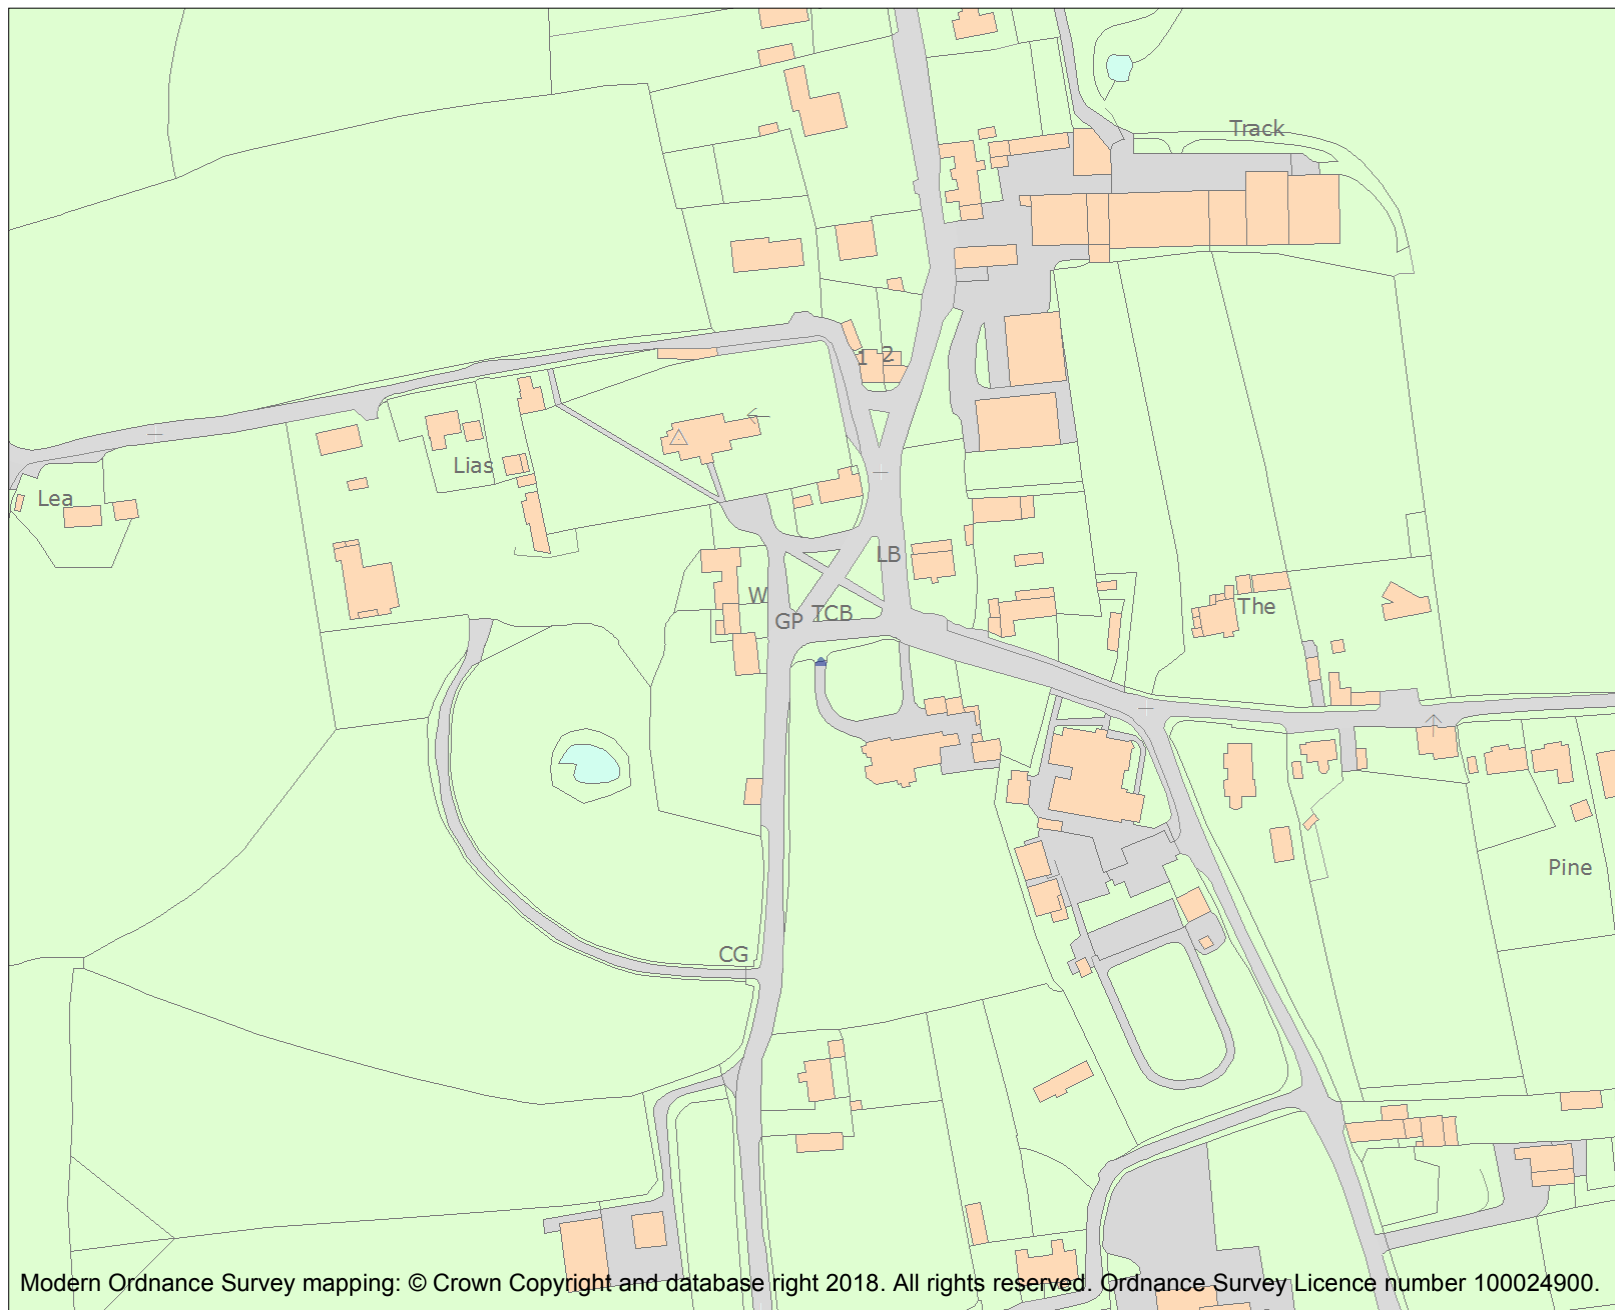 Track
1 2
Lias
Lea
LB
W
GP TCB
The
Pine
CG
Modern Ordnance Survey mapping: © Crown Copyright and database right 2018. All rights reserved. Ordnance Survey Licence number 100024900.